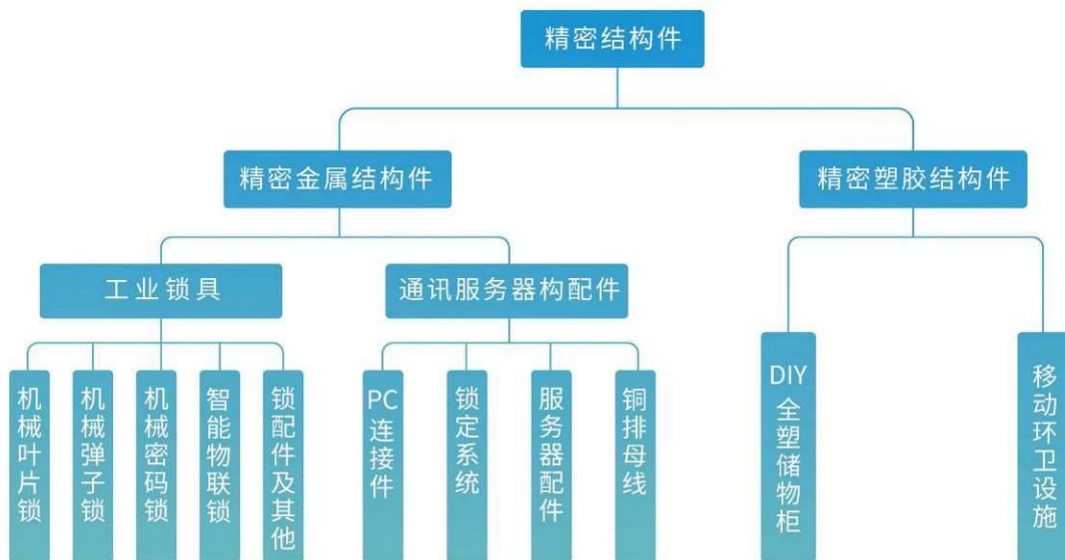 精密结构件
精密金属结构件
精密塑胶结构件
工业锁具
通讯服务器构配件
机械叶片锁
机械弹子锁
机械密码锁
智能物联锁
锁配件及其他
PC连接件
锁定系统
服务器配件
铜排母线
DIY全塑储物柜
移动环卫设施